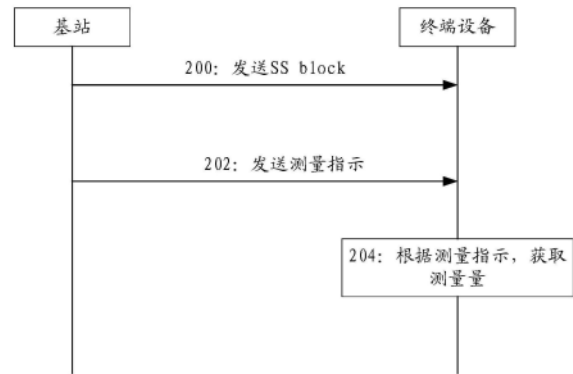 基站
终端设备
200: 发送SS block
202: 发送测量指示
204: 根据测量指示, 获取
测量量